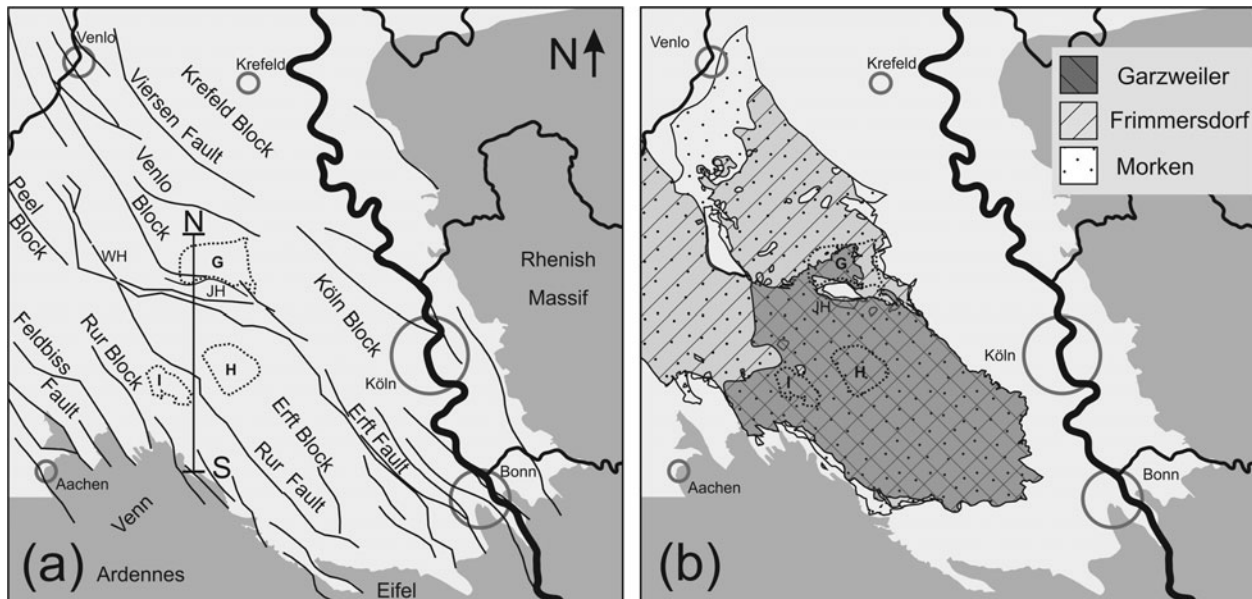 Venlo
Krefeld
N
Viersen Fault
Krefeld Block
Venlo
Block
Peel
Block
N
WH
G
JH
Rhenish
Massif
Köln Block
Köln
Feldbiss
Fault
Rur Block
I
H
Erft Block
Erft Fault
Rur Fault
S
Aachen
Bonn
Venn
(a)
Ardennes
Eifel
Venlo
Krefeld
Garzweiler
Frimmersdorf
Morken
G
JH
I
H
Köln
Aachen
Bonn
(b)